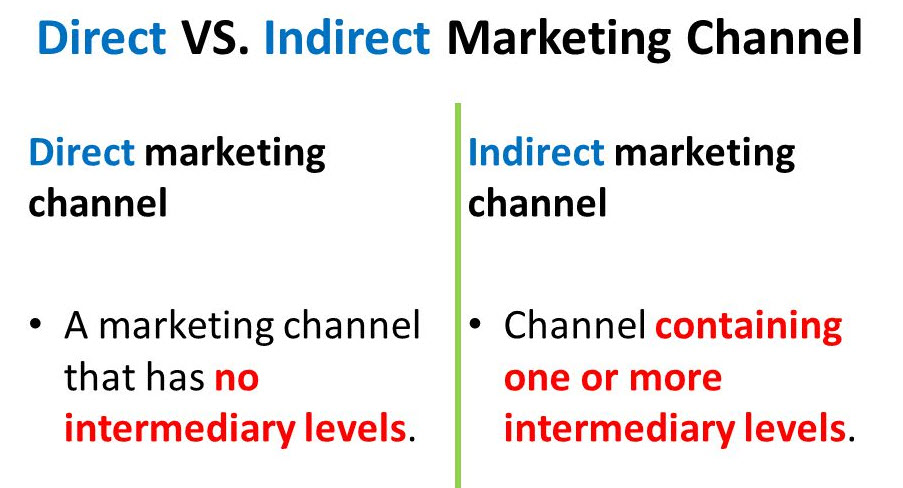 Direct VS. Indirect Marketing Channel
Direct marketing
channel
• A marketing channel
that has no
intermediary levels.
Indirect marketing
channel
• Channel containing
one or more
intermediary levels.